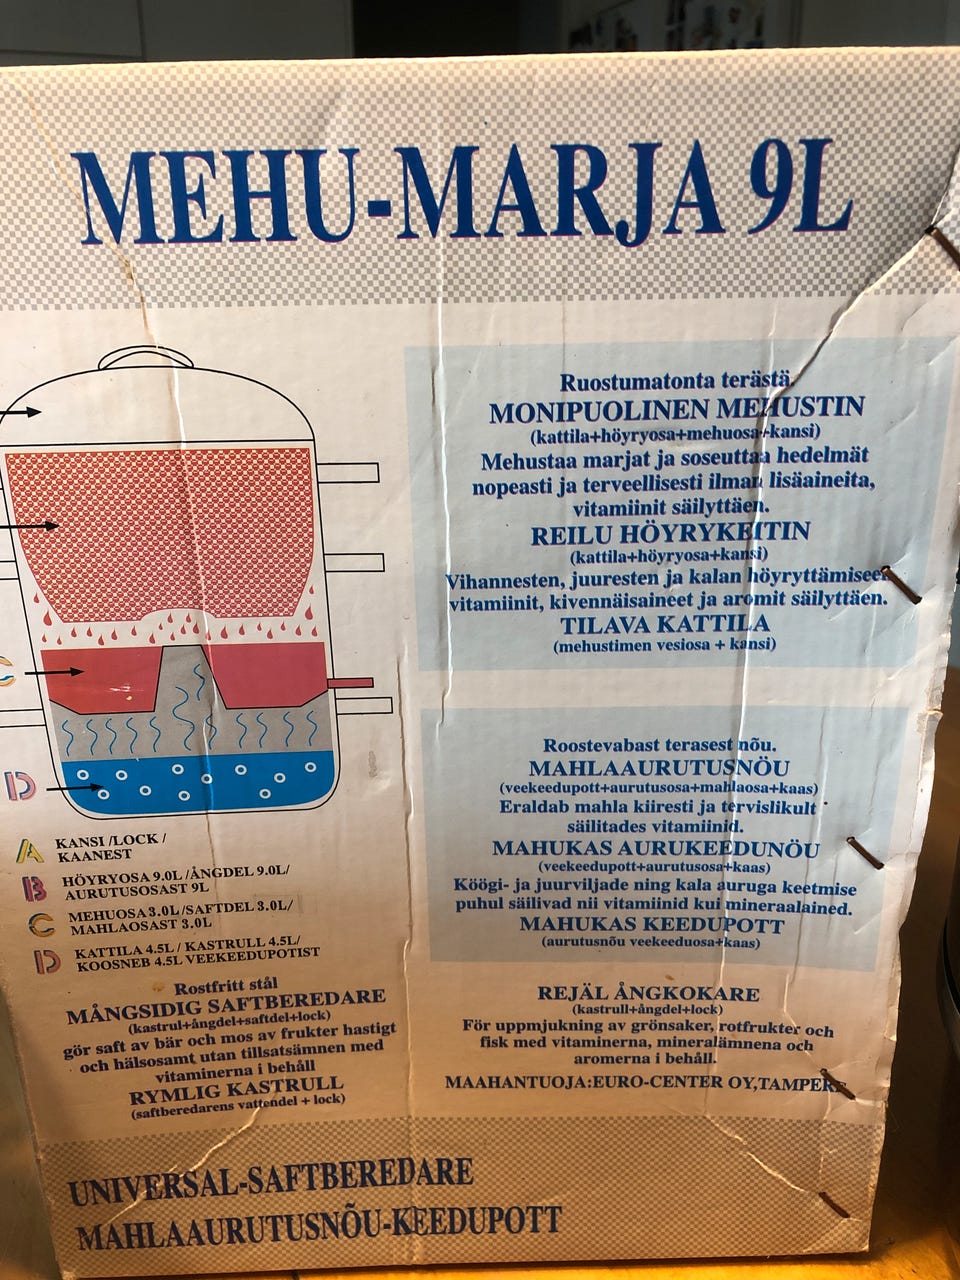 MEHU-MARJA 9L
Ruostumatonta terästä.
MONIPUOLINEN MEHUSTIN
(kattila+höyryosa+mehuosa+kansi)
Mehustaa marjat ja soseuttaa hedelmät
nopeasti ja terveellisesti ilman lisäaineita,
vitamiinit säilyttäen.
REILU HÖYRYKEITIN
(kattila+höyryosa+kansi)
Vihannesten, juuresten ja kalan höyryttämiseen
vitamiinit, kivennäisaineet ja aromit säilyttäen.
TILAVA KATTILA
(mehustimen vesiosa + kansi)
Roostevabast terasest nõu.
MAHLAAURUTUSNÖU
(veekeedupott+aurutusosa+mahlaosa+kaas)
Eraldab mahla kiiresti ja tervislikult
säilitades vitamiinid.
MAHUKAS AURUKEEDUNÖU
(veekeedupott+aurutusosa+kaas)
Köögi- ja juurviljade ning kala auruga keetmise
puhul säilivad nii vitamiinid kui mineraalained.
MAHUKAS KEEDUPOTT
(aurutusnõu veekeeduosa+kaas)
C
D
A KANSI /LOCK /
KAANEST
B HÖYRYOSA 9.0L /ÅNGDEL 9.0L/
AURUTUSOSAST 9L
C MEHUOSA 3.0L/SAFTDEL 3.0L/
MAHLAOSAST 3.0L
D KATTILA 4.5L / KASTRULL 4.5L/
KOOSNEB 4.5L VEEKEEDUPOTIST
Rostfritt stål
MÅNGSIDIG SAFTBEREDARE
(kastrul+ångdel+saftdel+lock)
gör saft av bär och mos av frukter hastigt
och hälsosamt utan tillsatsämnen med
vitaminerna i behåll
RYMLIG KASTRULL
(saftberedarens vattendel + lock)
REJÄL ÅNGKOKARE
(kastrull+ångdel+lock)
För uppmjukning av grönsaker, rotfrukter och
fisk med vitaminerna, mineralämnena och
aromerna i behåll.
MAAHANTUOJA:EURO-CENTER OY,TAMPERE
UNIVERSAL-SAFTBEREDARE
MAHLAAURUTUSNÕU-KEEDUPOTT